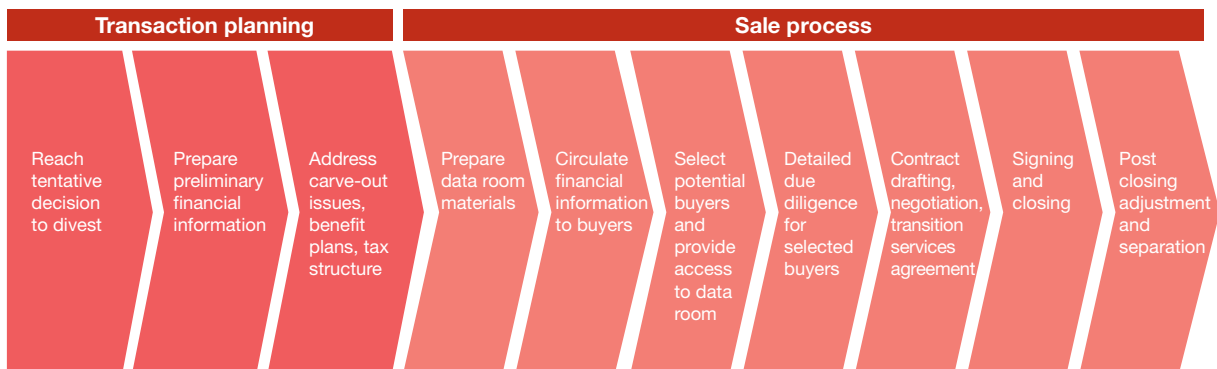 Transaction planning
Sale process
Reach
tentative
decision
to divest
Prepare
preliminary
financial
information
Address
carve-out
issues,
benefit
plans, tax
structure
Prepare
data room
materials
Circulate
financial
information
to buyers
Select
potential
buyers
and
provide
access
to data
room
Detailed
due
diligence
for
selected
buyers
Contract
drafting,
negotiation,
transition
services
agreement
Signing
and
closing
Post
closing
adjustment
and
separation